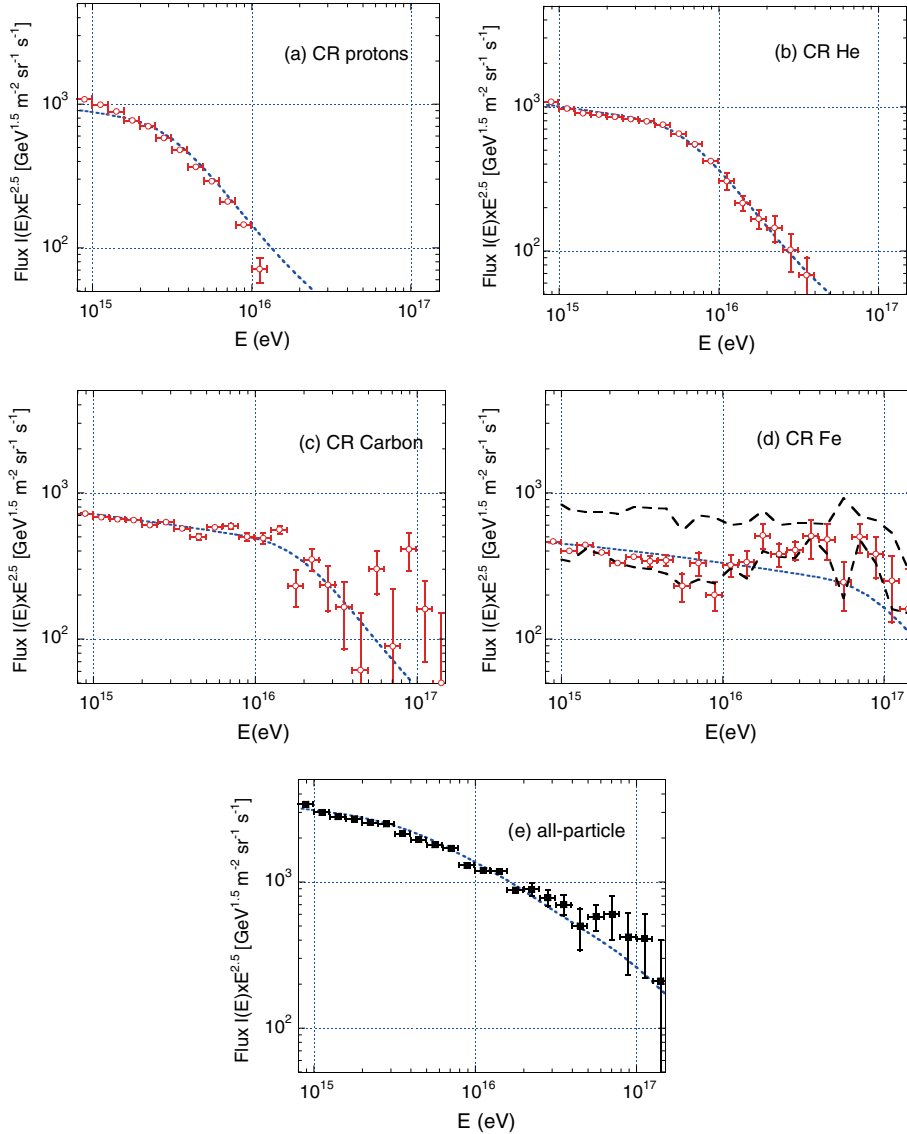 (a) CR protons
Flux I(E)xE^2.5 [GeV^1.5 m^-2 sr^-1 s^-1]
10^3
10^2
10^15
10^16
10^17
E (eV)
(b) CR He
Flux I(E)xE^2.5 [GeV^1.5 m^-2 sr^-1 s^-1]
10^3
10^2
10^15
10^16
10^17
E (eV)
(c) CR Carbon
Flux I(E)xE^2.5 [GeV^1.5 m^-2 sr^-1 s^-1]
10^3
10^2
10^15
10^16
10^17
E(eV)
(d) CR Fe
Flux I(E)xE^2.5 [GeV^1.5 m^-2 sr^-1 s^-1]
10^3
10^2
10^15
10^16
10^17
E(eV)
(e) all-particle
Flux I(E)xE^2.5 [GeV^1.5 m^-2 sr^-1 s^-1]
10^3
10^2
10^15
10^16
10^17
E (eV)